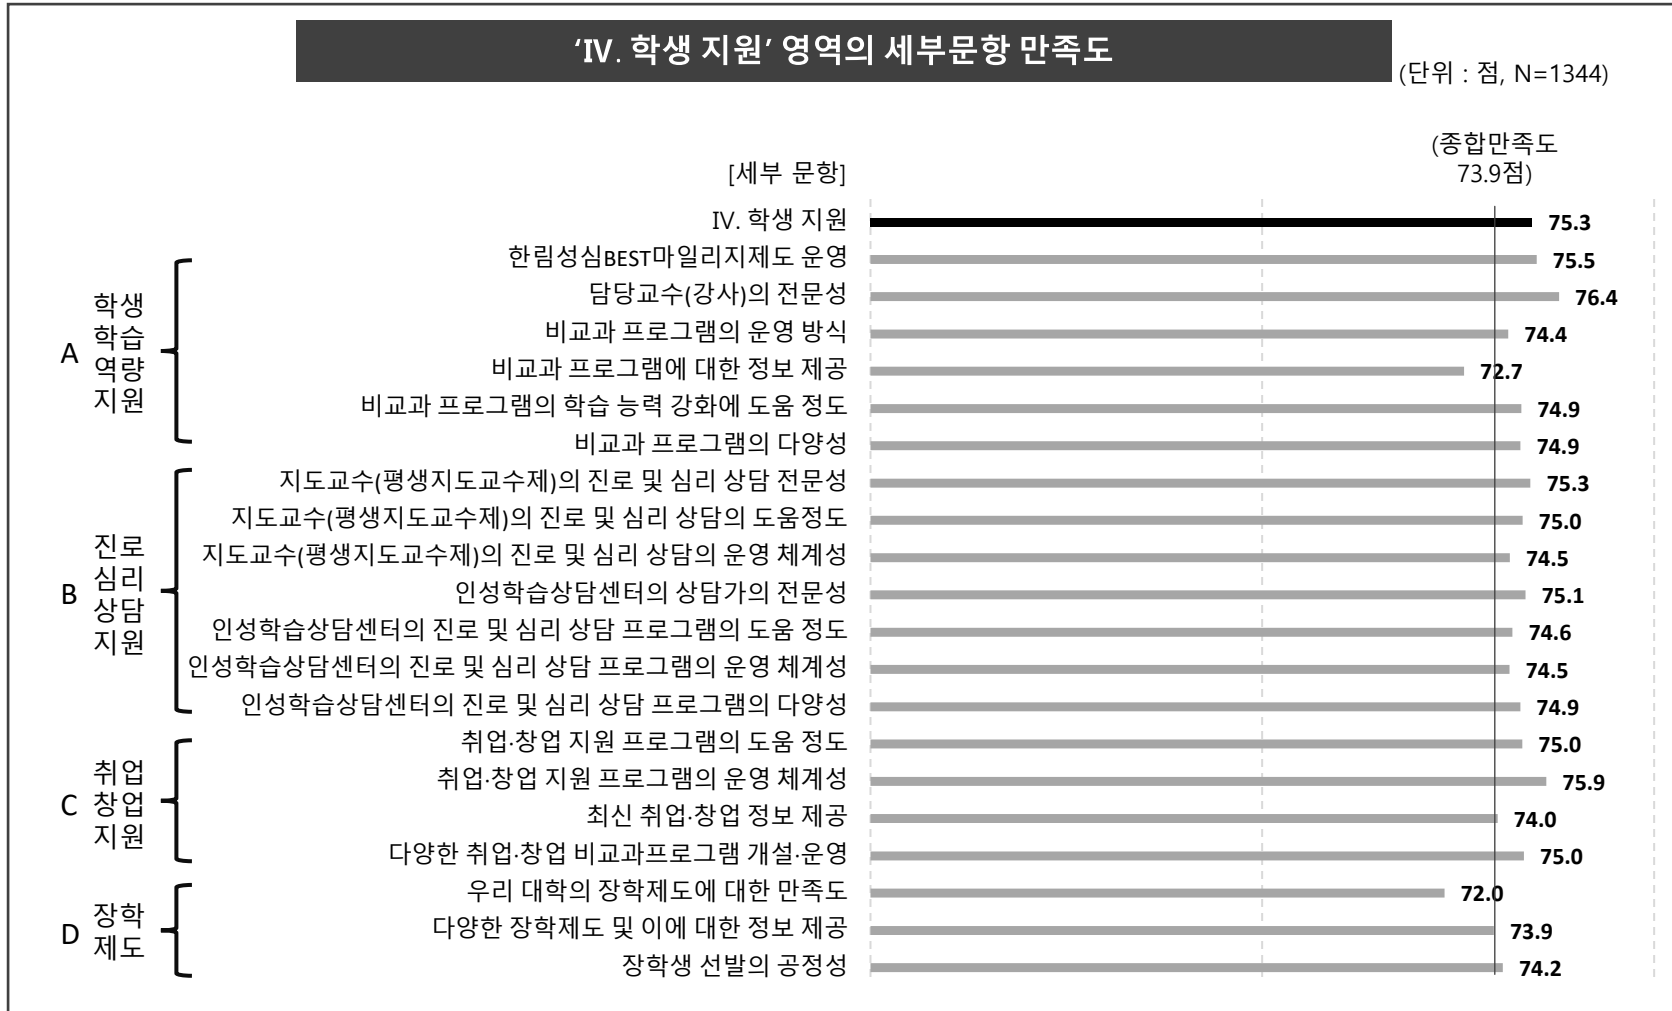 ‘Ⅳ. 학생 지원’ 영역의 세부문항 만족도
(단위 : 점, N=1344)
(종합만족도
73.9점)
[세부 문항]
Ⅳ. 학생 지원 75.3
한림성심BEST마일리지제도 운영 75.5
담당교수(강사)의 전문성 76.4
비교과 프로그램의 운영 방식 74.4
비교과 프로그램에 대한 정보 제공 72.7
비교과 프로그램의 학습 능력 강화에 도움 정도 74.9
비교과 프로그램의 다양성 74.9
A
학생
학습
역량
지원
지도교수(평생지도교수제)의 진로 및 심리 상담 전문성 75.3
지도교수(평생지도교수제)의 진로 및 심리 상담의 도움정도 75.0
지도교수(평생지도교수제)의 진로 및 심리 상담의 운영 체계성 74.5
인성학습상담센터의 상담가의 전문성 75.1
인성학습상담센터의 진로 및 심리 상담 프로그램의 도움 정도 74.6
인성학습상담센터의 진로 및 심리 상담 프로그램의 운영 체계성 74.5
인성학습상담센터의 진로 및 심리 상담 프로그램의 다양성 74.9
B
진로
심리
상담
지원
취업·창업 지원 프로그램의 도움 정도 75.0
취업·창업 지원 프로그램의 운영 체계성 75.9
최신 취업·창업 정보 제공 74.0
다양한 취업·창업 비교과프로그램 개설·운영 75.0
C
취업
창업
지원
우리 대학의 장학제도에 대한 만족도 72.0
다양한 장학제도 및 이에 대한 정보 제공 73.9
장학생 선발의 공정성 74.2
D
장학
제도